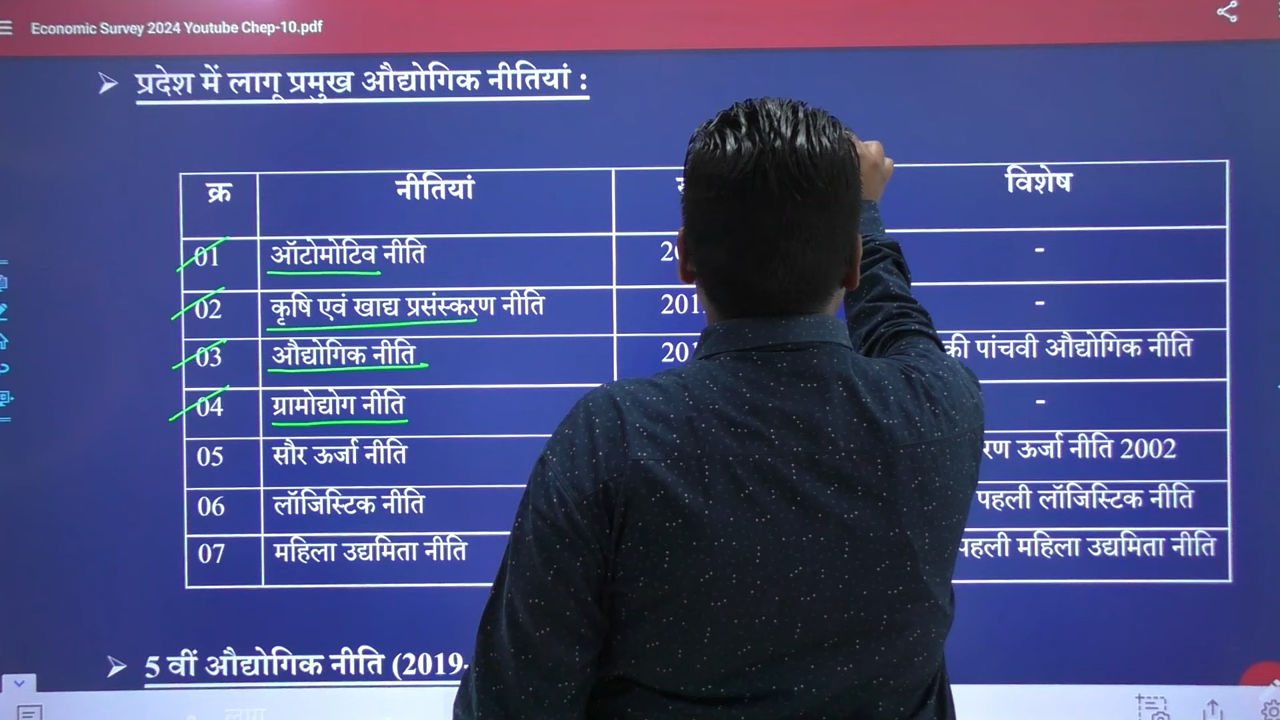 Economic Survey 2024 Youtube Chep-10.pdf
प्रदेश में लागू प्रमुख औद्योगिक नीतियां :
क्र नीतियां विशेष
01 ऑटोमोटिव नीति -
02 कृषि एवं खाद्य प्रसंस्करण नीति -
03 औद्योगिक नीति की पांचवी औद्योगिक नीति
04 ग्रामोद्योग नीति -
05 सौर ऊर्जा नीति ऊर्जा नीति 2002
06 लॉजिस्टिक नीति पहली लॉजिस्टिक नीति
07 महिला उद्यमिता नीति पहली महिला उद्यमिता नीति
5 वीं औद्योगिक नीति (2019-